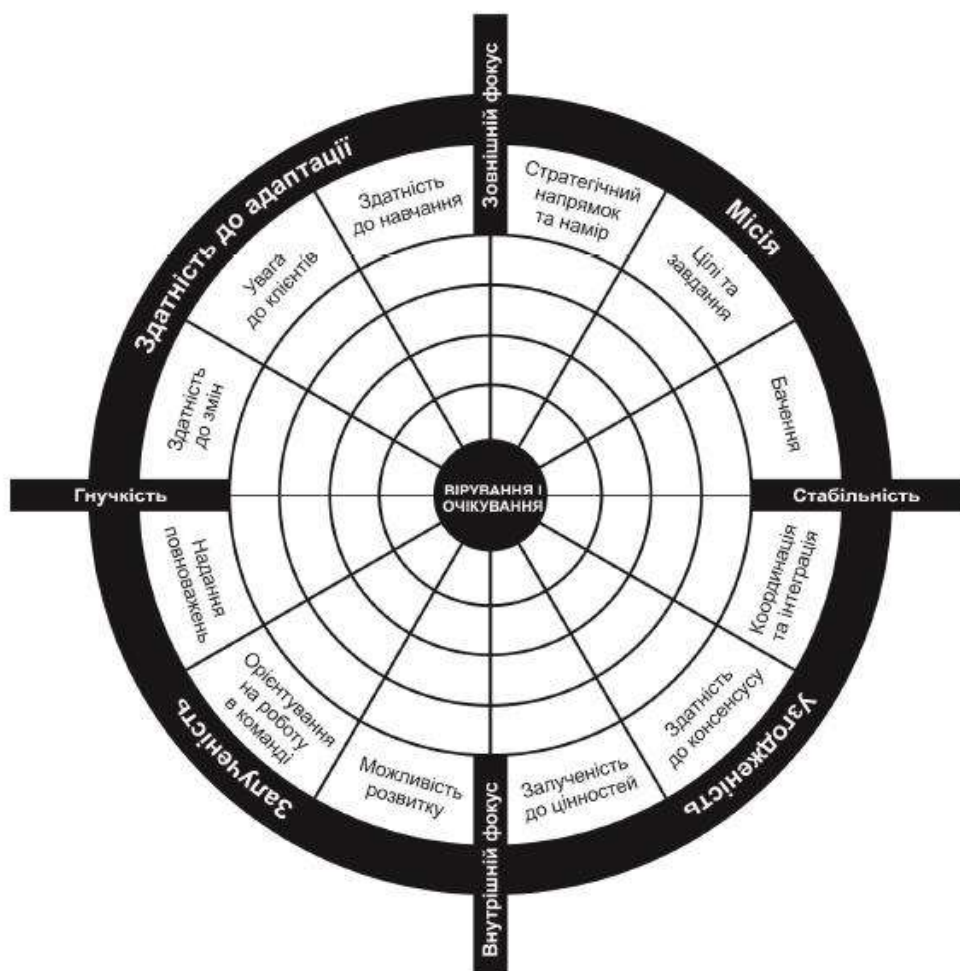 Зовнішній фокус
Здатність до адаптації
Місія
Здатність
до навчання
Стратегічний
напрямок
та намір
Увага
до клієнтів
Цілі та
завдання
Здатність
до змін
Бачення
Гнучкість
ВІРУВАННЯ І
ОЧІКУВАННЯ
Стабільність
Надання
повноважень
Координація
та інтеграція
Орієнтування
на роботу
в команді
Здатність
до консенсусу
Можливість
розвитку
Залученість
до цінностей
Залученість
Узгодженість
Внутрішній фокус